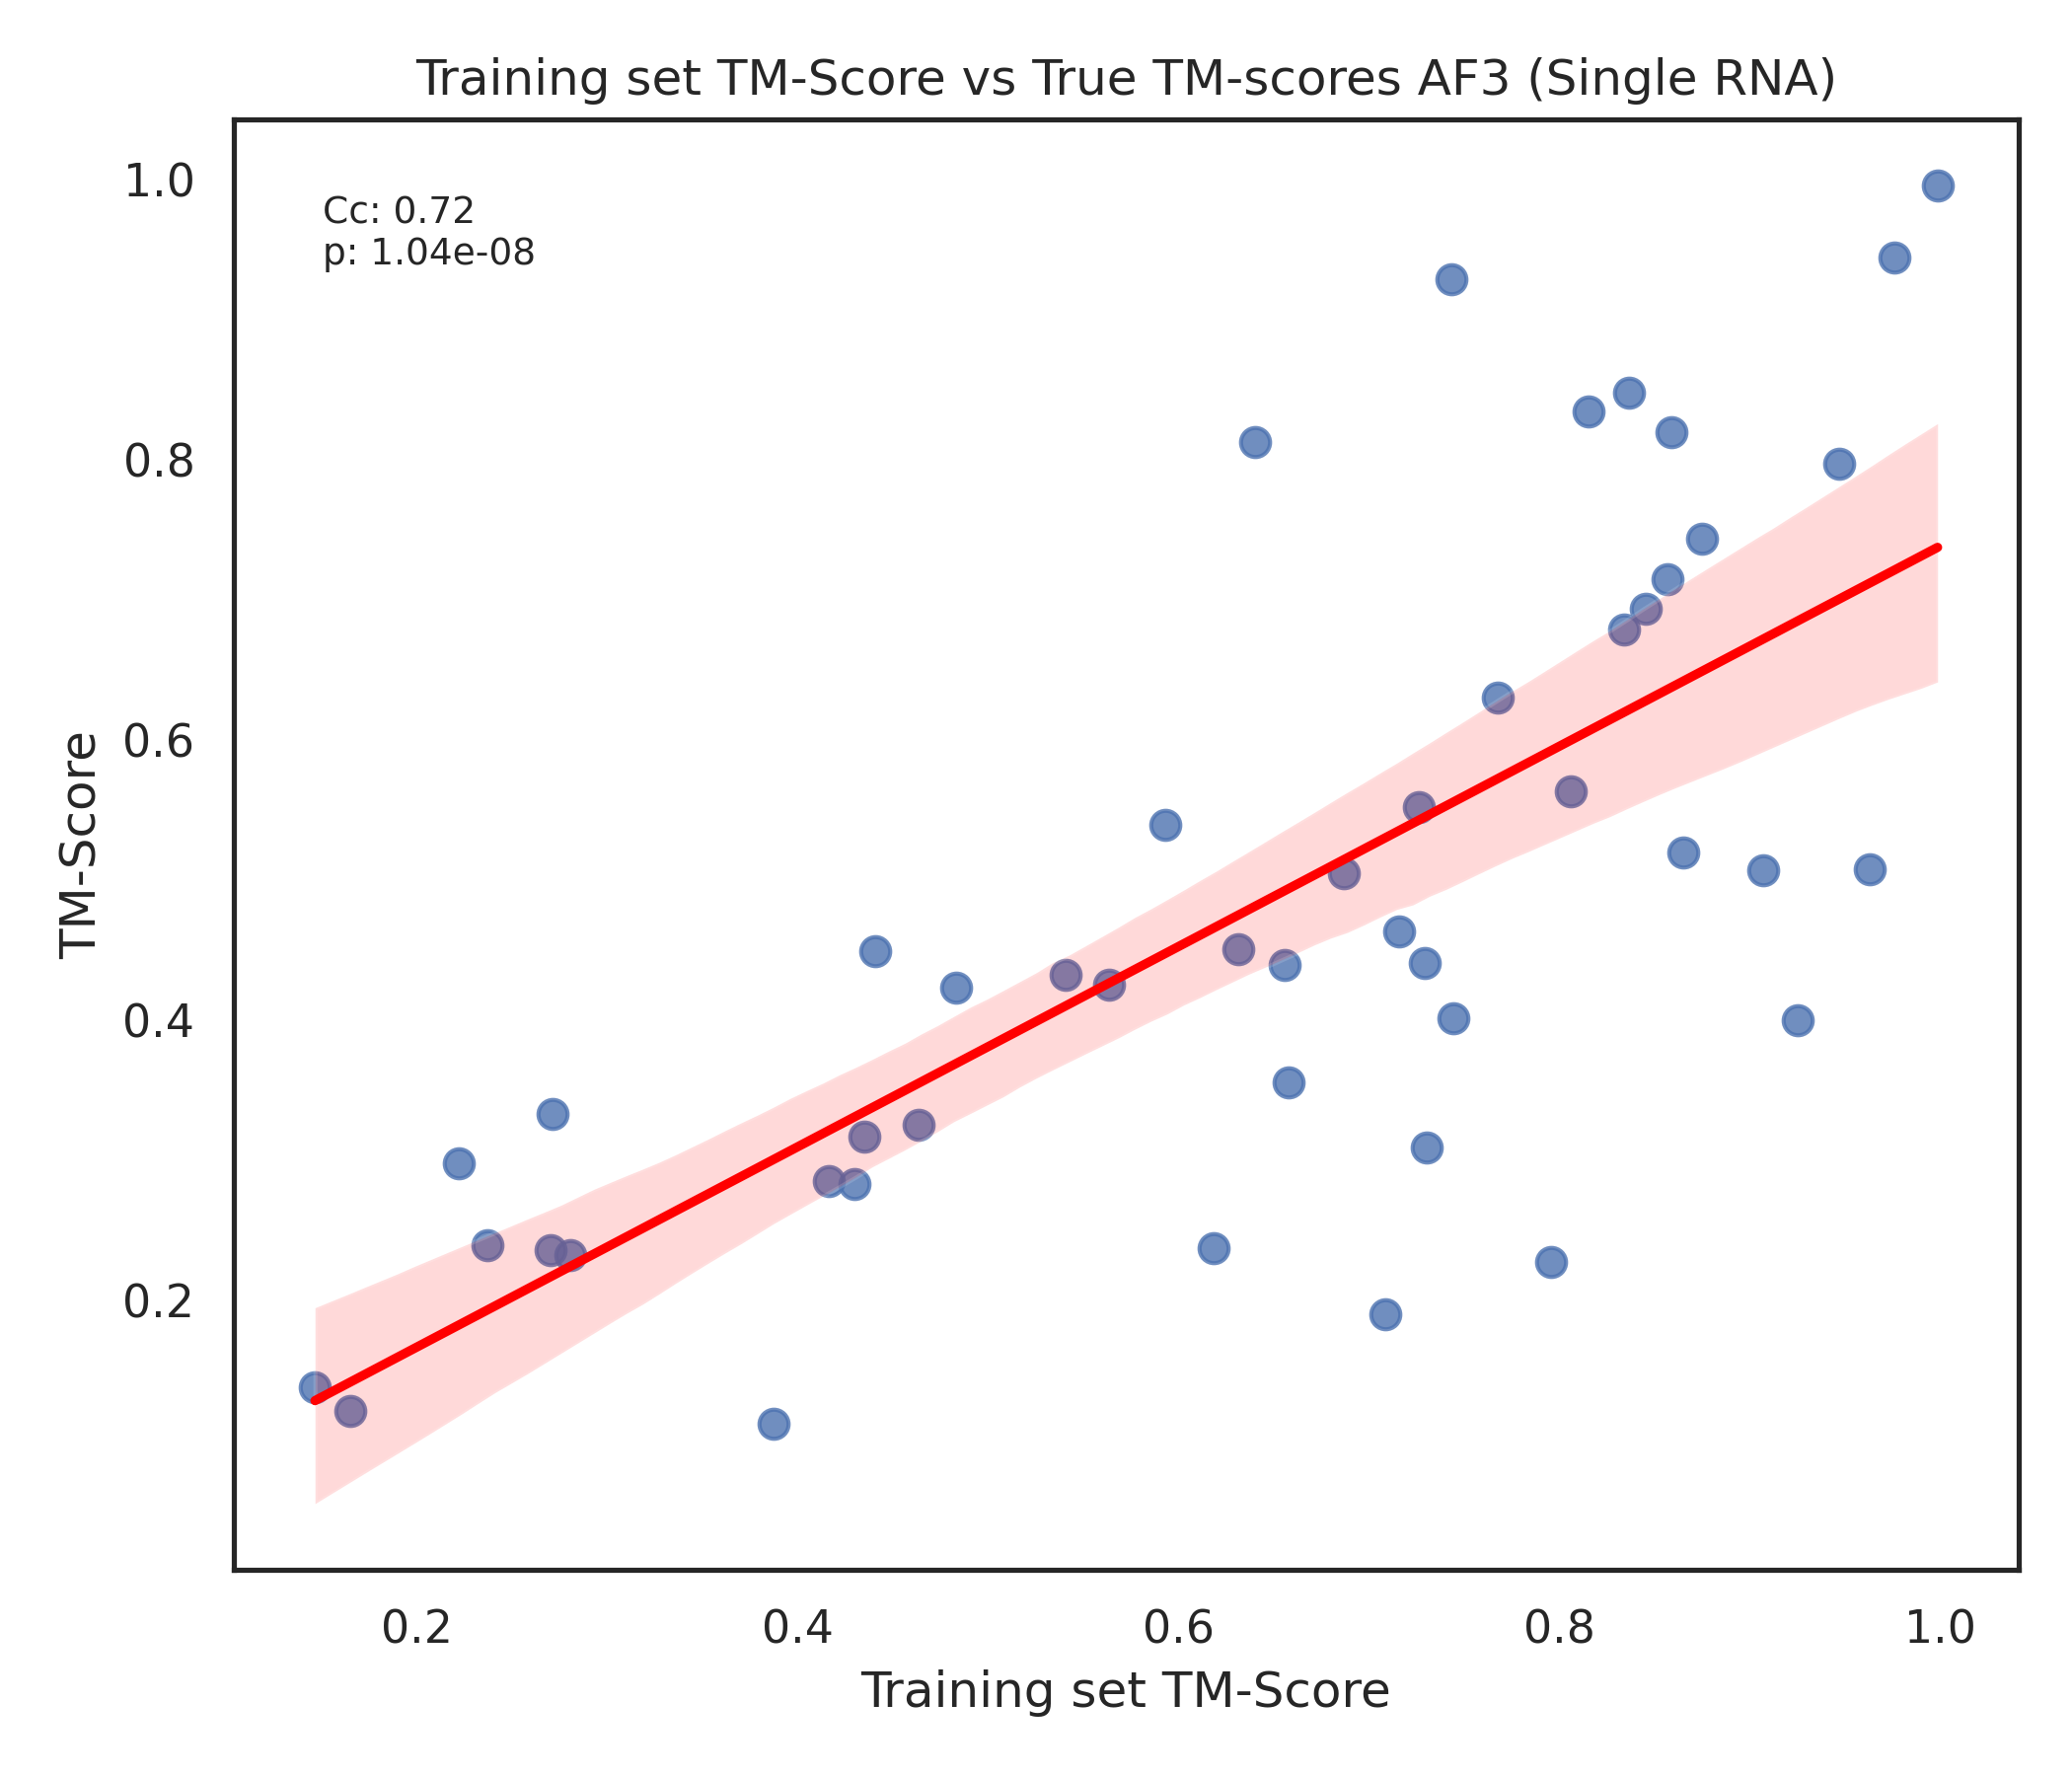 Training set TM-Score vs True TM-scores AF3 (Single RNA)
Cc: 0.72
p: 1.04e-08
1.0
0.8
0.6
0.4
0.2
TM-Score
0.2 0.4 0.6 0.8 1.0
Training set TM-Score